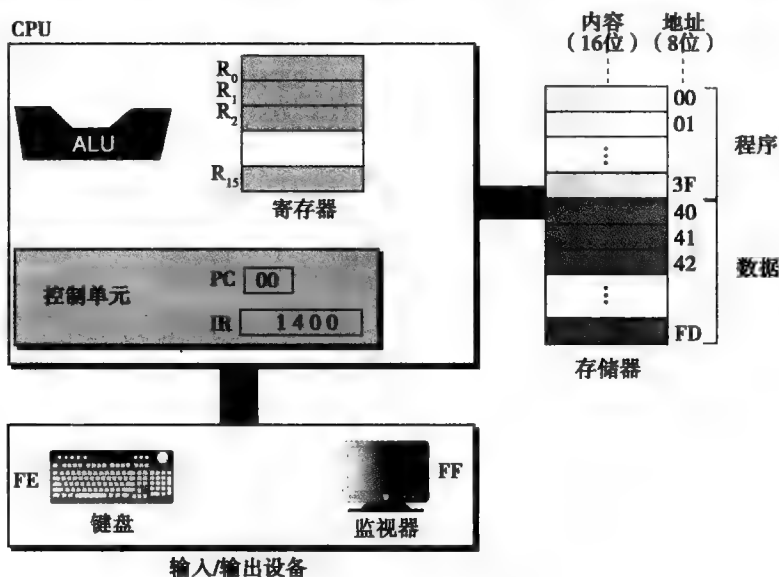 CPU
内容
(16位)
地址
(8位)
R0
R1
R2
R15
寄存器
ALU
控制单元
PC 00
IR 1400
00
01
⋮
3F
40
41
42
⋮
FD
程序
数据
存储器
FE
键盘
FF
监视器
输入/输出设备